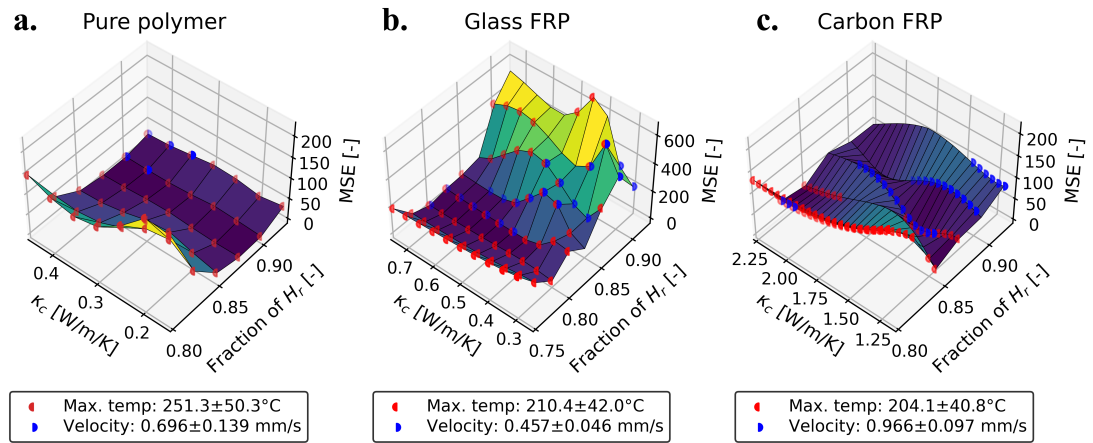 a. Pure polymer
MSE [-]
200
150
100
50
0
0.4
0.3
0.2
κc [W/m/K]
0.80
0.85
0.90
Fraction of Hr [-]
Max. temp: 251.3±50.3°C
Velocity: 0.696±0.139 mm/s
b. Glass FRP
MSE [-]
600
400
200
0
0.7
0.6
0.5
0.4
0.3
κc [W/m/K]
0.75
0.80
0.85
0.90
Fraction of Hr [-]
Max. temp: 210.4±42.0°C
Velocity: 0.457±0.046 mm/s
c. Carbon FRP
MSE [-]
200
150
100
50
0
2.25
2.00
1.75
1.50
1.25
κc [W/m/K]
0.80
0.85
0.90
Fraction of Hr [-]
Max. temp: 204.1±40.8°C
Velocity: 0.966±0.097 mm/s